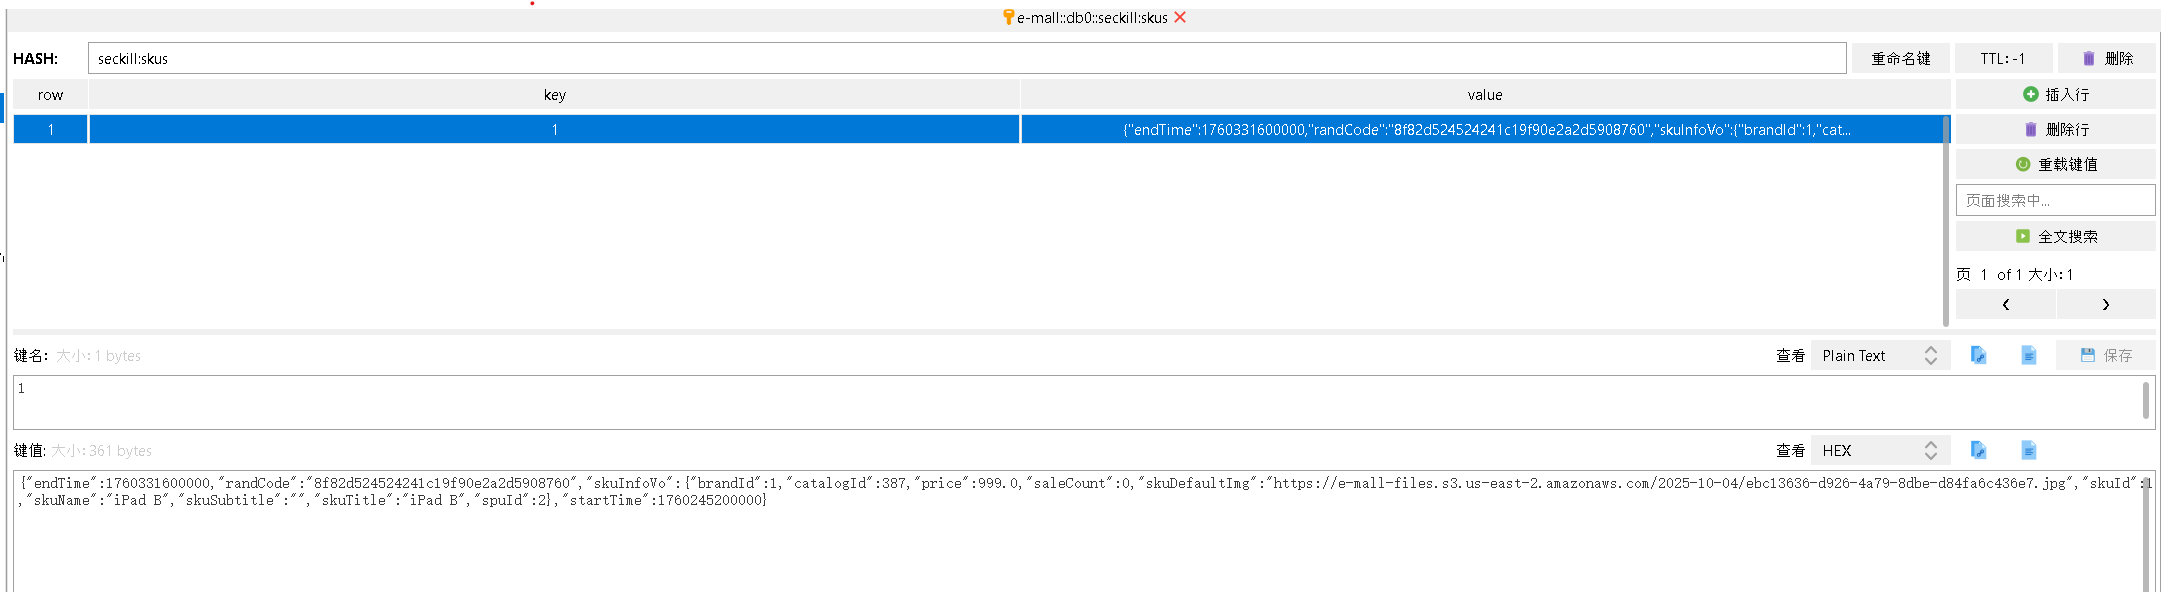 e-mall::db0::seckill:skus
HASH: seckill:skus 重命名键 TTL: -1 删除
row key value 插入行
1 1 {"endTime":1760331600000,"randCode":"8f82d524524241c19f90e2a2d5908760","skuInfoVo":{"brandId":1,"cat... 删除行
重载键值
页面搜索中...
全文搜索
页 1 of 1 大小: 1
键名: 大小: 1 bytes 查看 Plain Text 保存
1
键值: 大小: 361 bytes 查看 HEX
{"endTime":1760331600000,"randCode":"8f82d524524241c19f90e2a2d5908760","skuInfoVo":{"brandId":1,"catalogId":387,"price":999.0,"saleCount":0,"skuDefaultImg":"https://e-mall-files.s3.us-east-2.amazonaws.com/2025-10-04/ebc13636-d926-4a79-8dbe-d84fa6c436e7.jpg","skuId":1
,"skuName":"iPad B","skuSubtitle":"","skuTitle":"iPad B","spuId":2},"startTime":1760245200000}